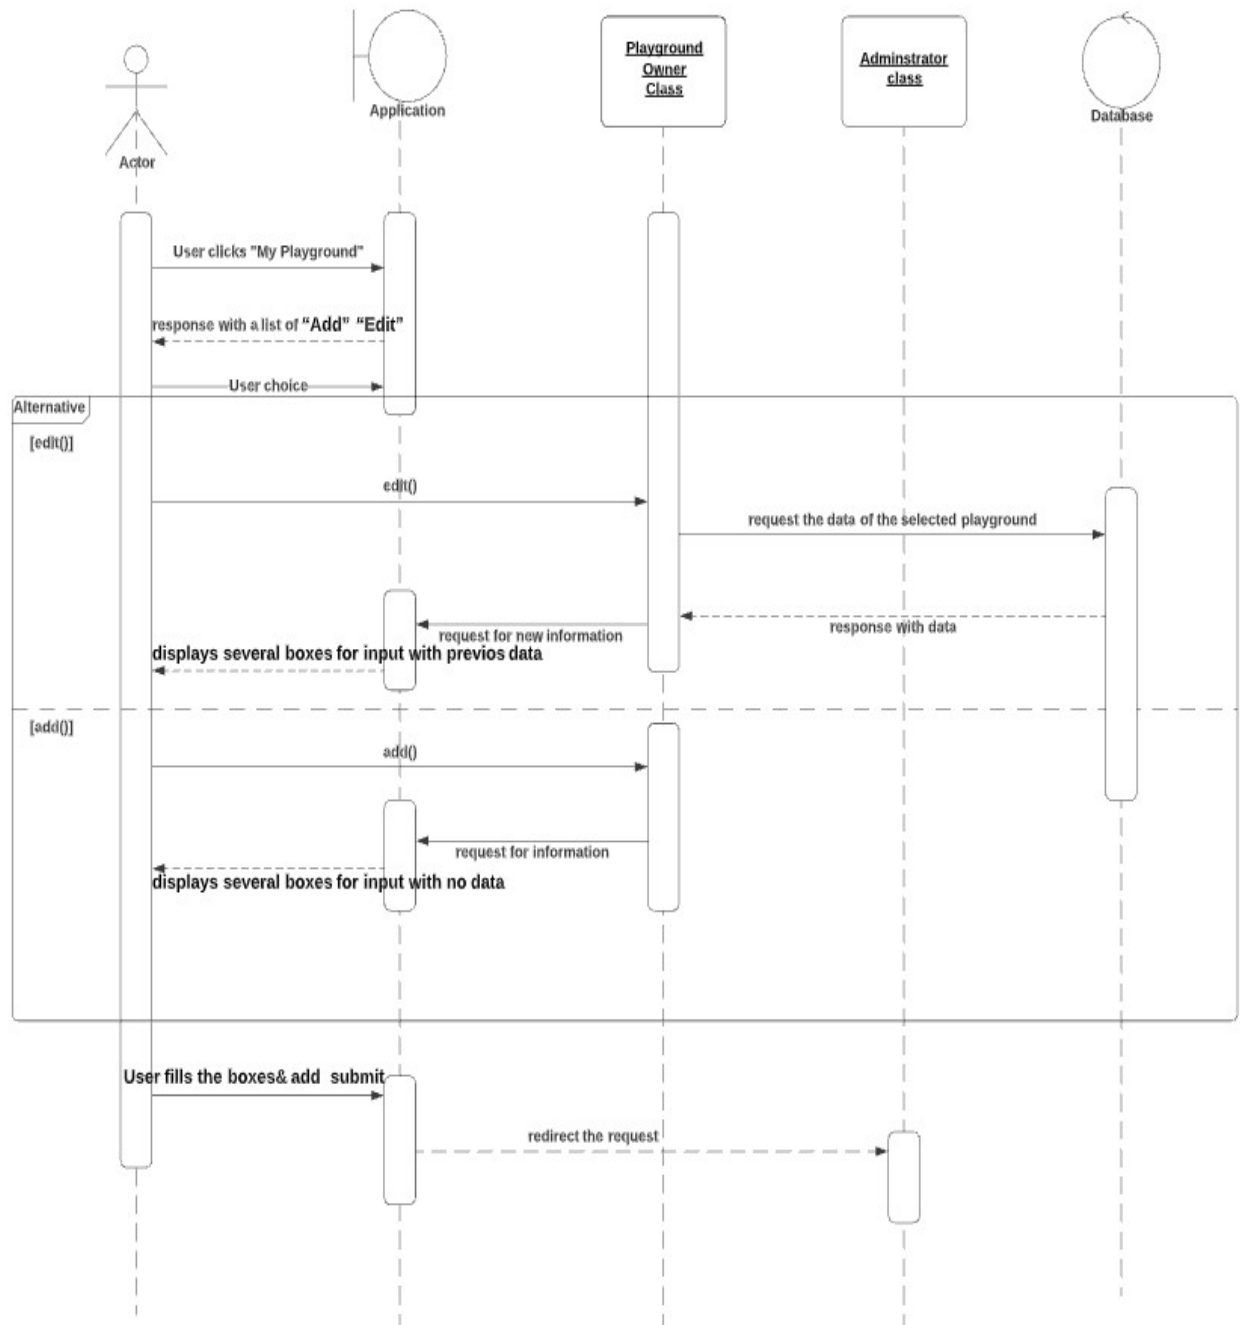 Playground
Owner
Class
Adminstrator
class
Application
Database
Actor
User clicks "My Playground"
response with a list of “Add” “Edit”
User choice
Alternative
[edit()]
edit()
request the data of the selected playground
response with data
request for new information
displays several boxes for input with previos data
[add()]
add()
request for information
displays several boxes for input with no data
User fills the boxes& add submit
redirect the request